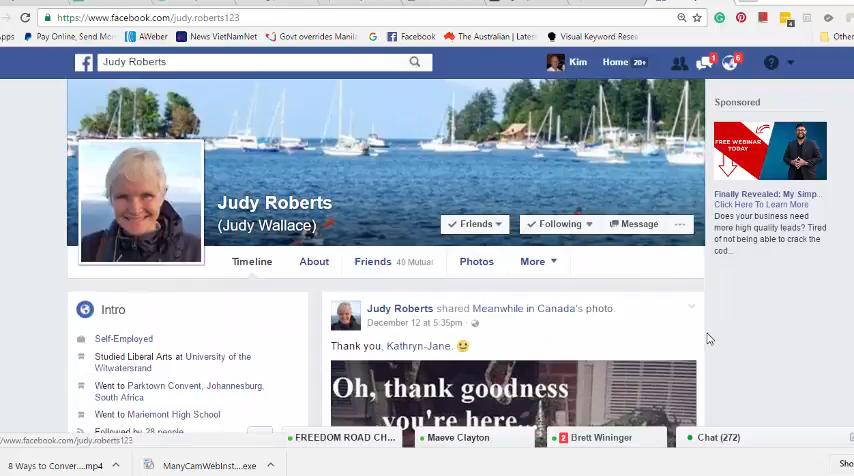 https://www.facebook.com/judy.roberts123
Apps
Pay Online, Send Mon
AWeber
News VietNamNet
Govt overrides Manila
G
Facebook
The Australian | Latest
Visual Keyword Resea
Other
f
Judy Roberts
Kim
Home 20+
1
6
?
Judy Roberts
(Judy Wallace)
Friends
Following
Message
Timeline
About
Friends 40 Mutual
Photos
More
Sponsored
FREE WEBINAR
TODAY
Finally Revealed: My Simp...
Click Here To Learn More
Does your business need
more high quality leads? Tired
of not being able to crack the
cod...
Intro
Self-Employed
Studied Liberal Arts at University of the
Witwatersrand
Went to Parktown Convent, Johannesburg,
South Africa
Went to Mariemont High School
Followed by 28 people
Judy Roberts shared Meanwhile in Canada's photo.
December 12 at 5:35pm
Thank you, Kathryn-Jane.
Oh, thank goodness
you're here...
/www.facebook.com/judy.roberts123
FREEDOM ROAD CH...
Maeve Clayton
2 Brett Wininger
Chat (272)
8 Ways to Conver....mp4
ManyCamWebInst....exe
Sho